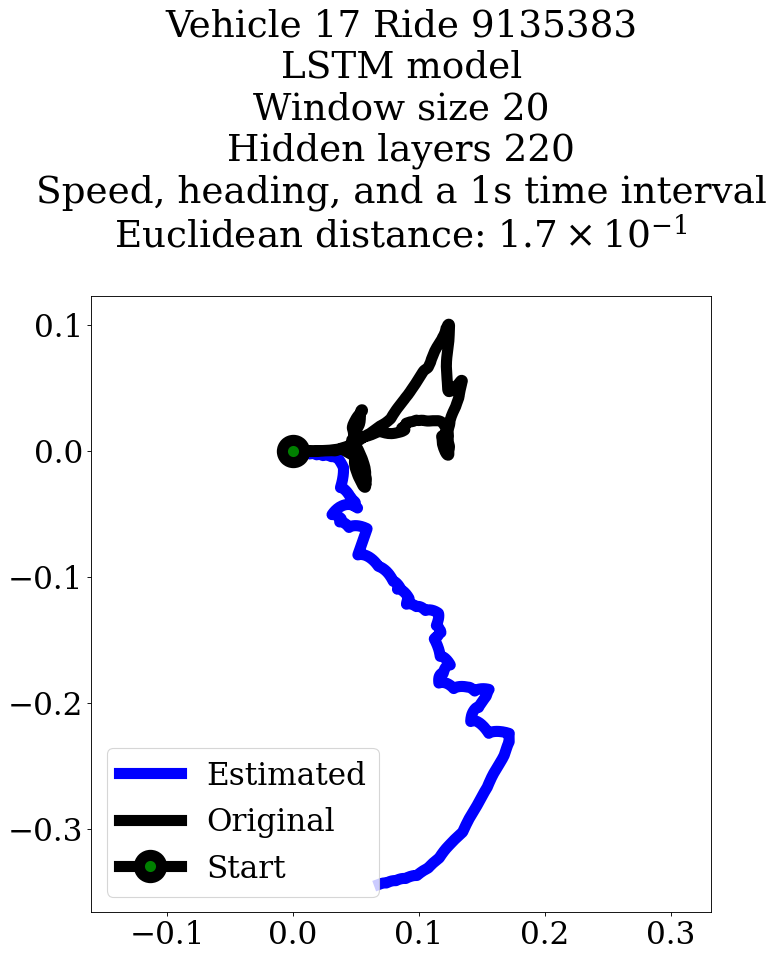 Vehicle 17 Ride 9135383
LSTM model
Window size 20
Hidden layers 220
Speed, heading, and a 1s time interval
Euclidean distance: 1.7 × 10⁻¹
0.1
0.0
−0.1
−0.2
−0.3
Estimated
Original
Start
−0.1 0.0 0.1 0.2 0.3